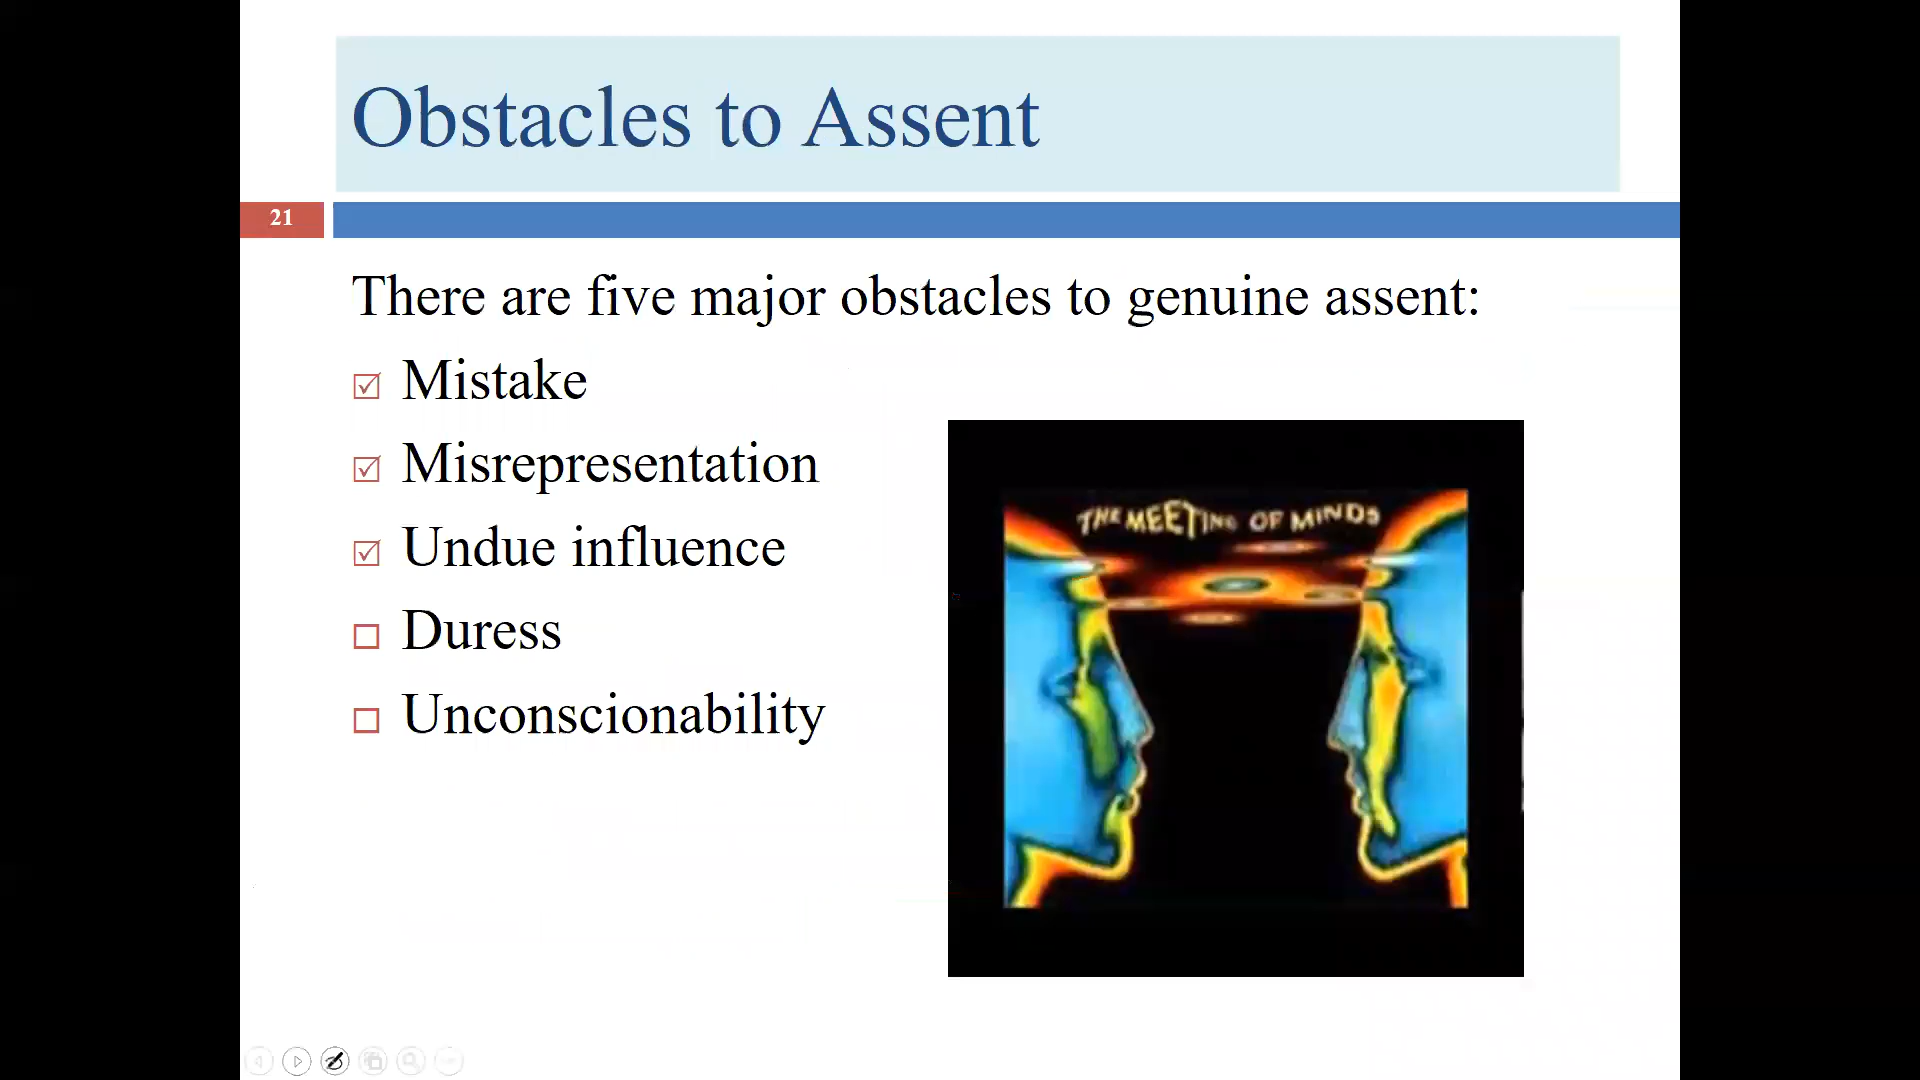 Obstacles to Assent
21
There are five major obstacles to genuine assent:
Mistake
Misrepresentation
Undue influence
Duress
Unconscionability
THE MEETING OF MINDS